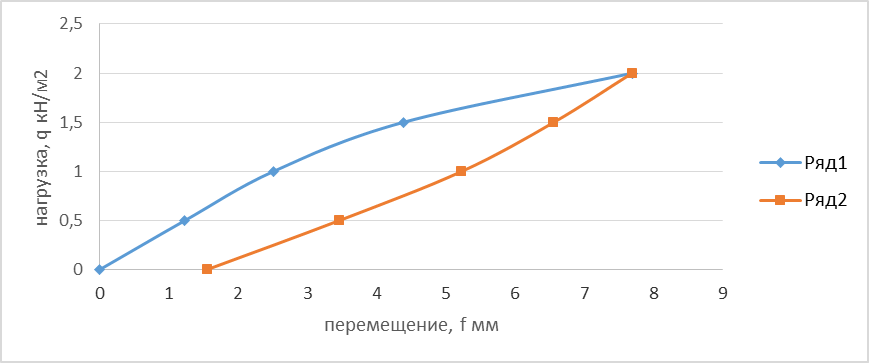 2,5
2
1,5
1
0,5
0
нагрузка, q кН/м2
0 1 2 3 4 5 6 7 8 9
перемещение, f мм
Ряд1
Ряд2